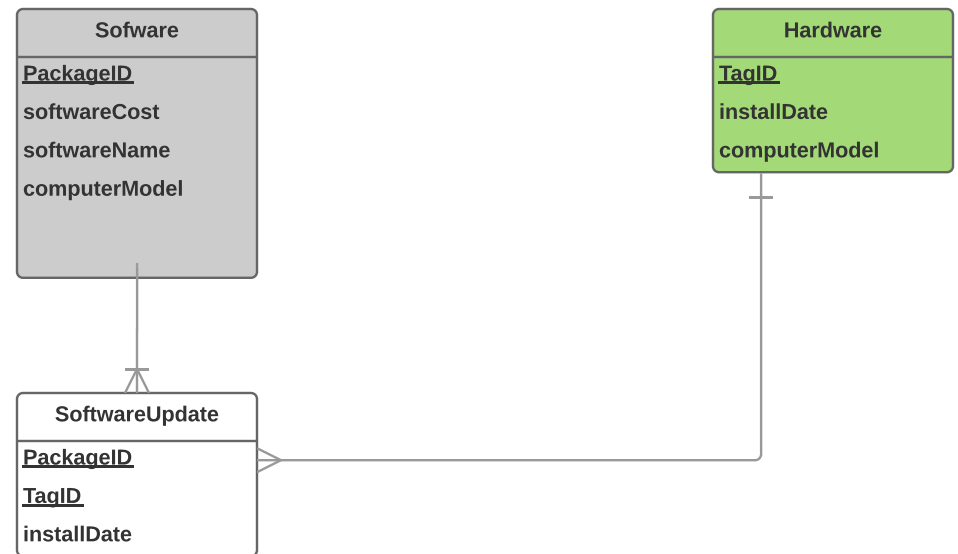 Sofware
PackageID
softwareCost
softwareName
computerModel
Hardware
TagID
installDate
computerModel
SoftwareUpdate
PackageID
TagID
installDate